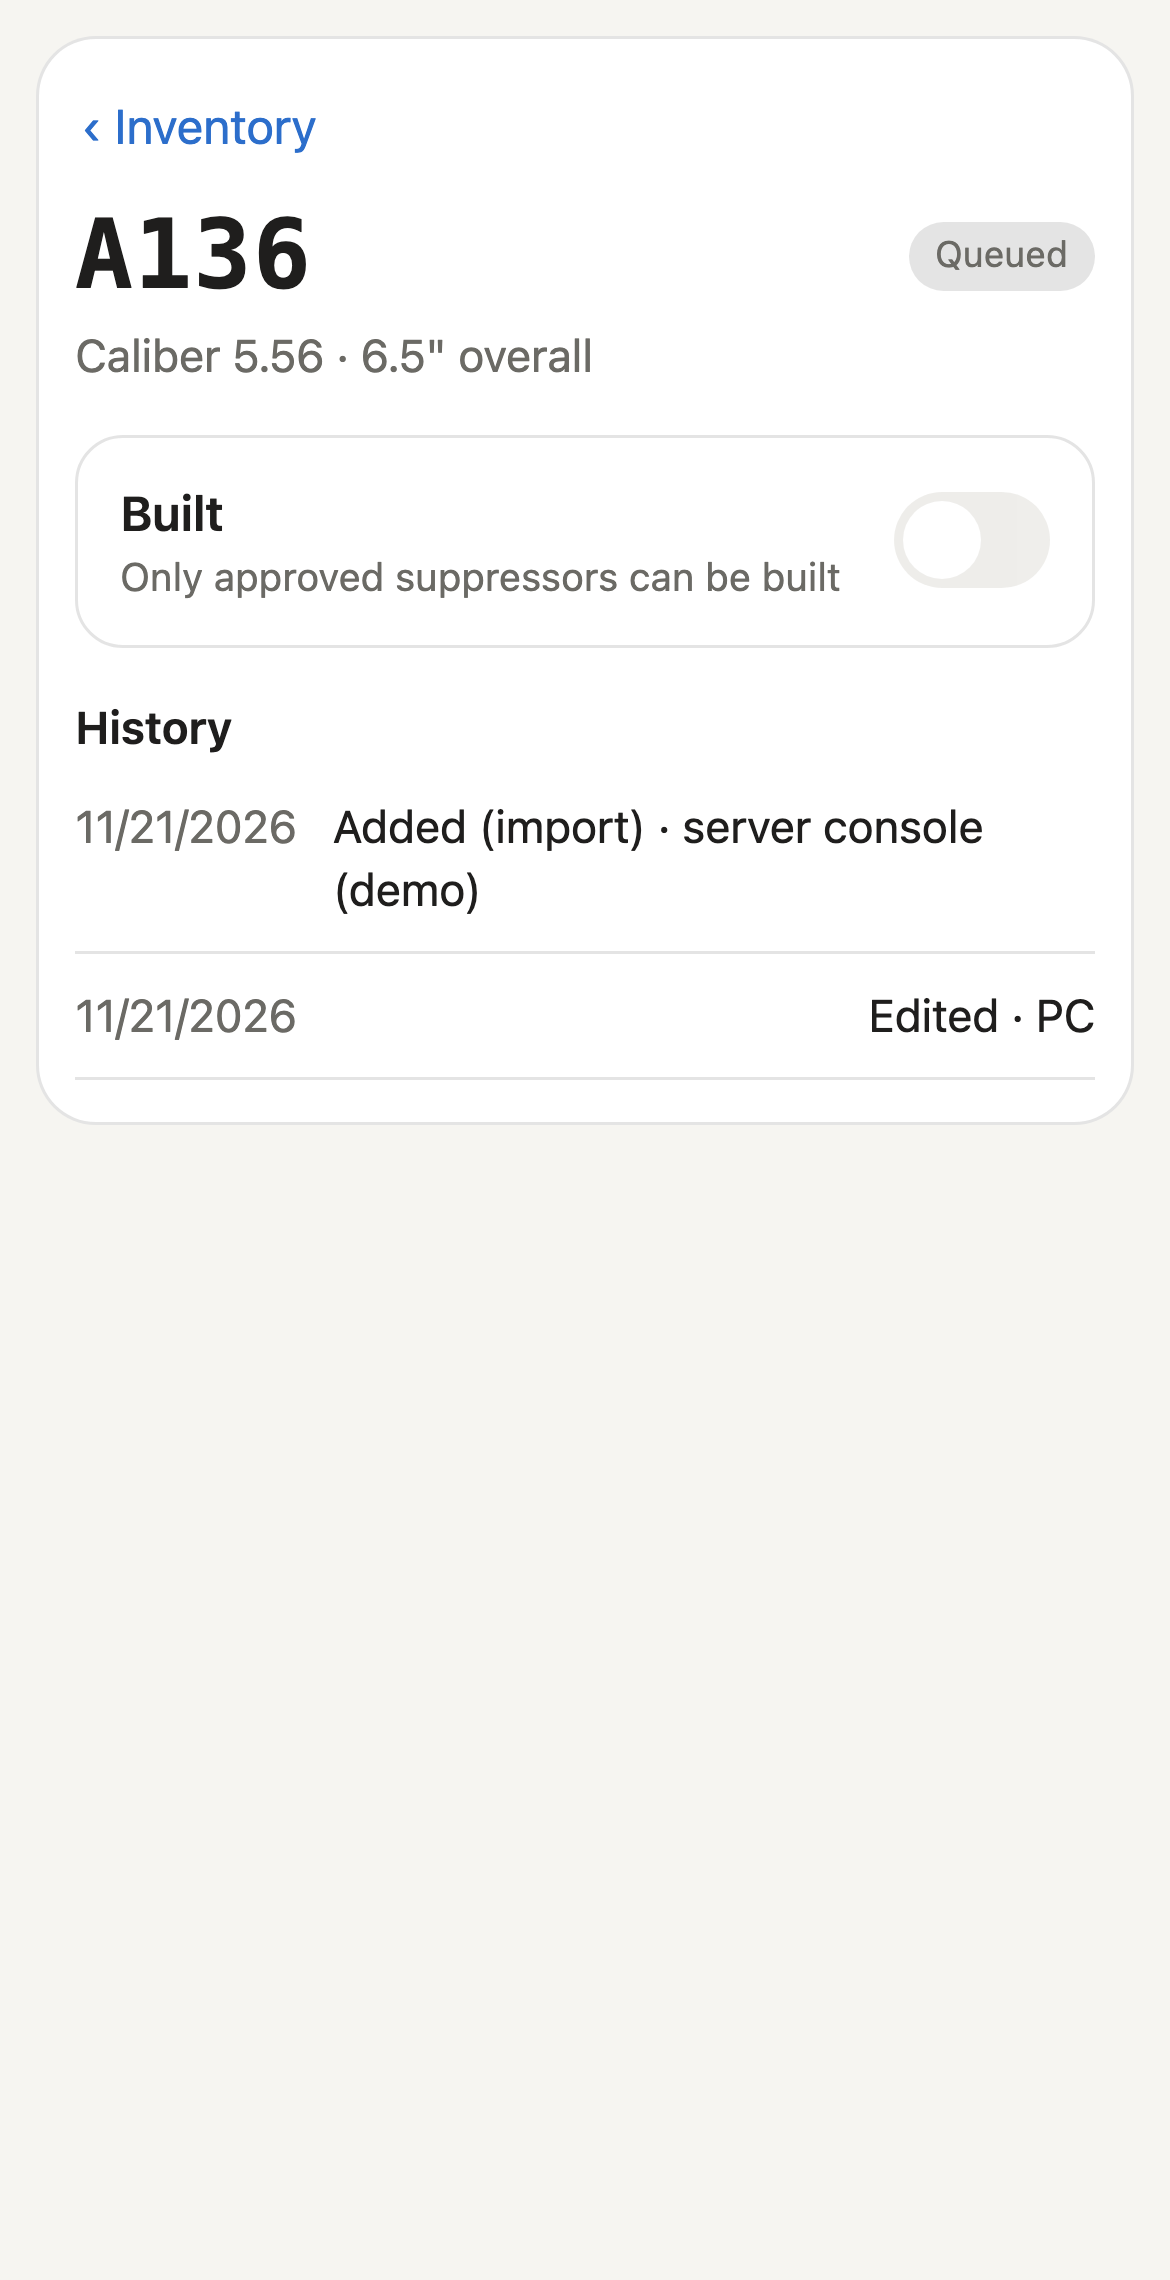 ‹ Inventory
A136
Queued
Caliber 5.56 · 6.5" overall
Built
Only approved suppressors can be built
History
11/21/2026 Added (import) · server console
(demo)
11/21/2026 Edited · PC